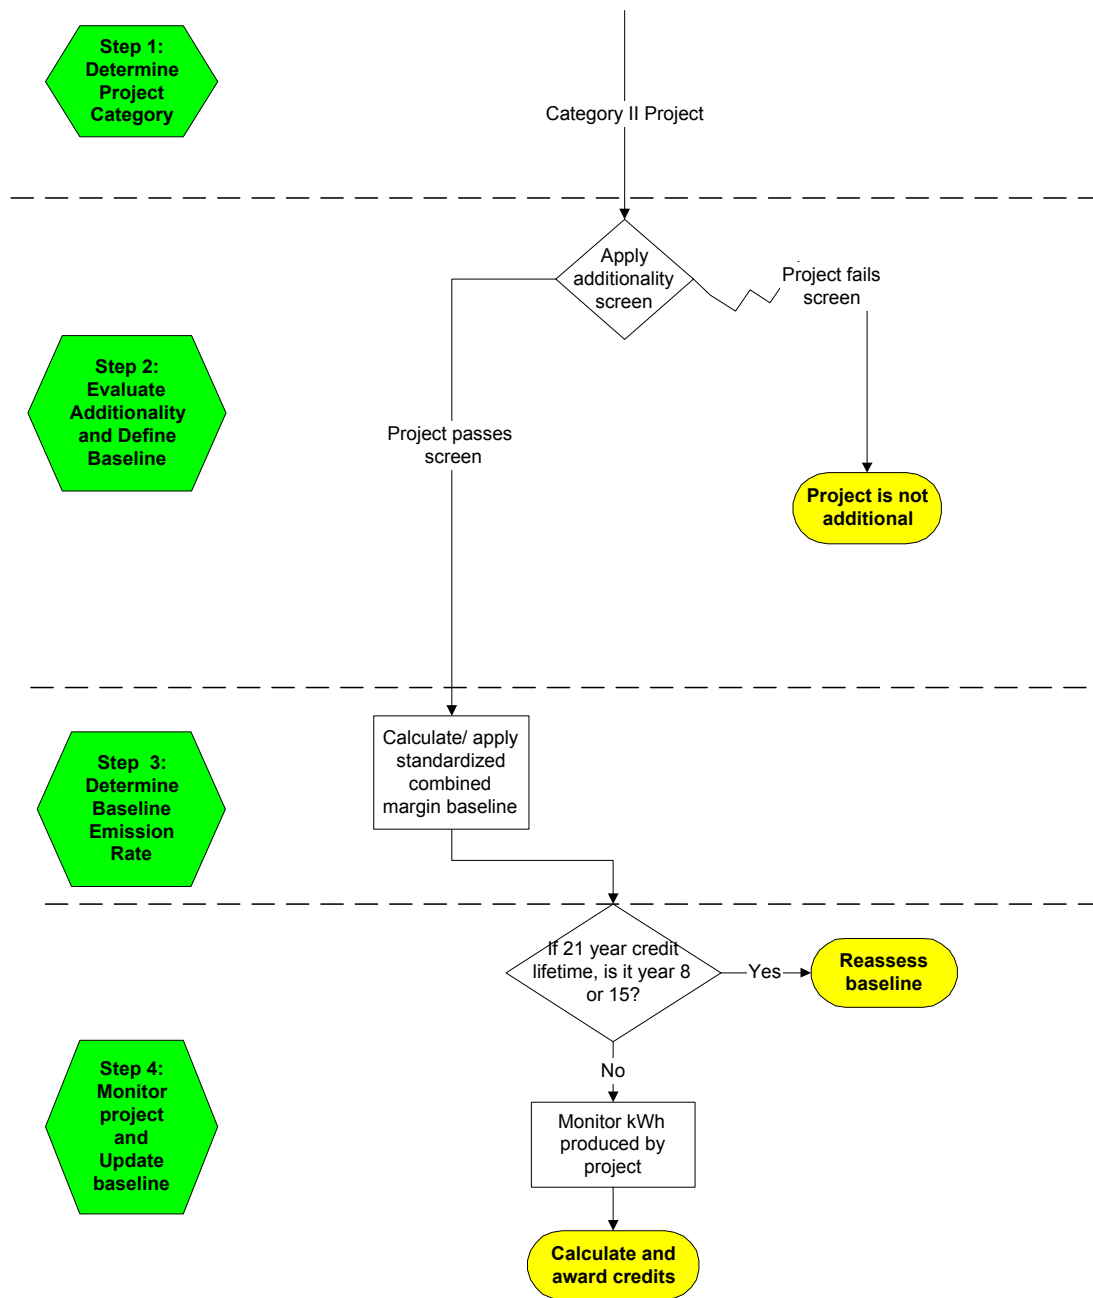 Step 1:
Determine
Project
Category
Category II Project
Apply
additionality
screen
Project fails
screen
Step 2:
Evaluate
Additionality
and Define
Baseline
Project passes
screen
Project is not
additional
Step 3:
Determine
Baseline
Emission
Rate
Calculate/ apply
standardized
combined
margin baseline
If 21 year credit
lifetime, is it year 8
or 15?
Yes
Reassess
baseline
No
Step 4:
Monitor
project
and
Update
baseline
Monitor kWh
produced by
project
Calculate and
award credits